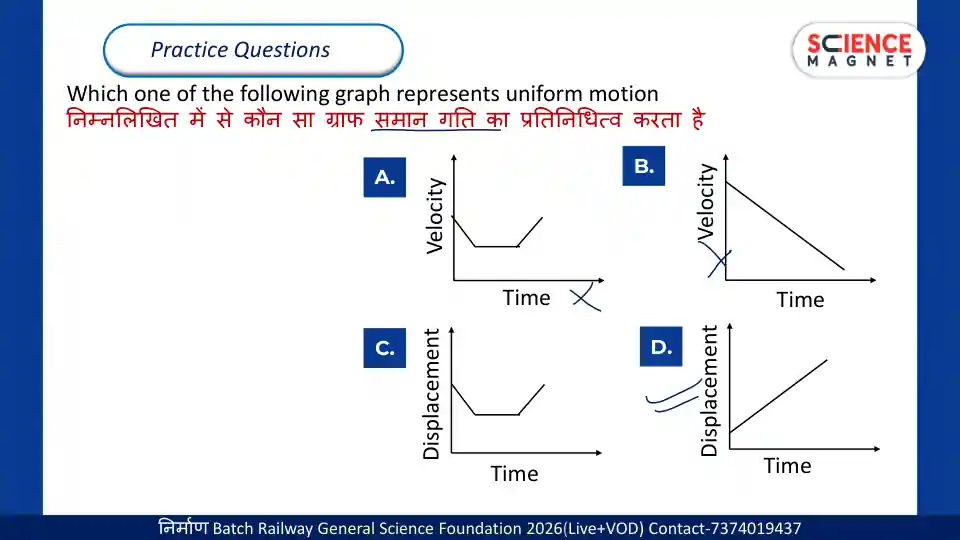 Practice Questions
SCIENCE
MAGNET
Which one of the following graph represents uniform motion
निम्नलिखित में से कौन सा ग्राफ समान गति का प्रतिनिधित्व करता है
A.
Velocity
Time
B.
Velocity
Time
C.
Displacement
Time
D.
Displacement
Time
निर्माण Batch Railway General Science Foundation 2026(Live+VOD) Contact-7374019437